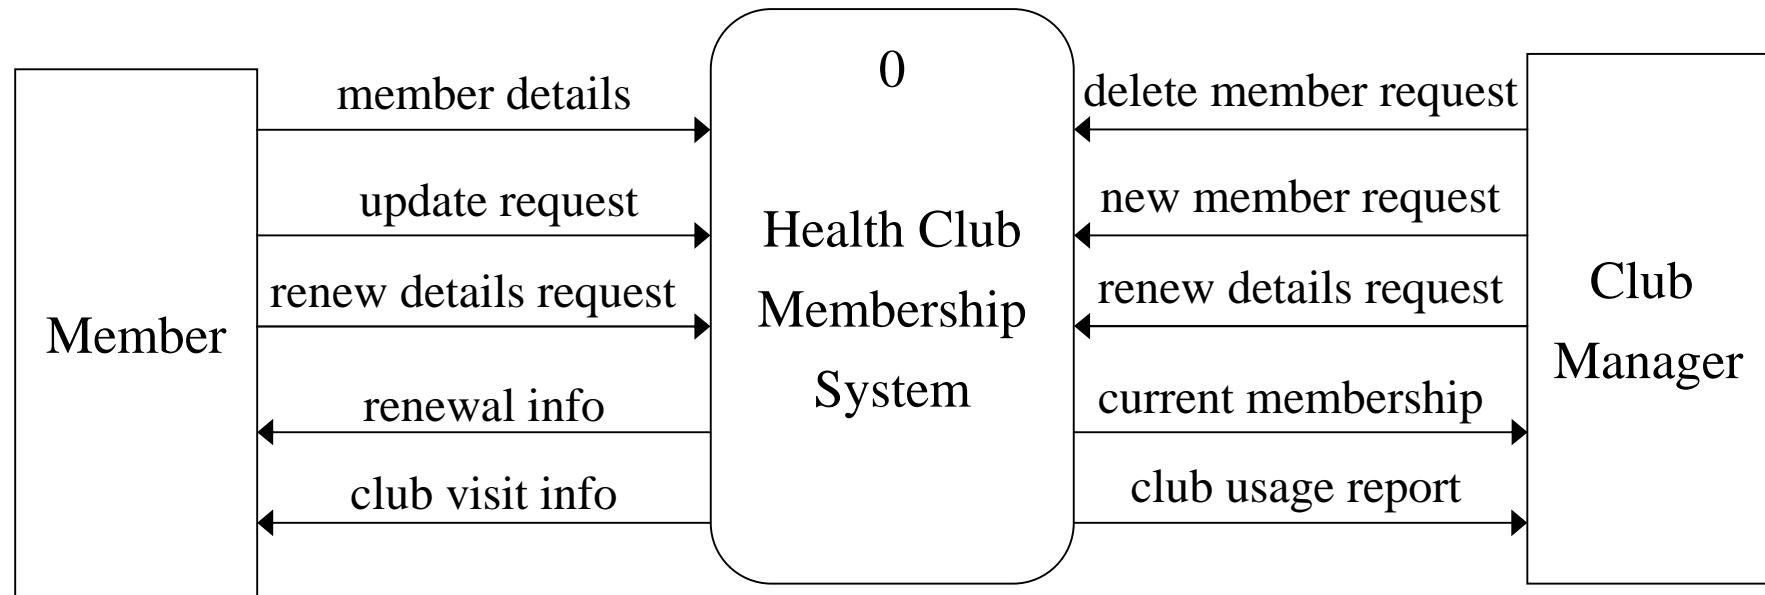 member details
update request
renew details request
Member
renewal info
club visit info
0
Health Club
Membership
System
delete member request
new member request
renew details request
current membership
club usage report
Club
Manager